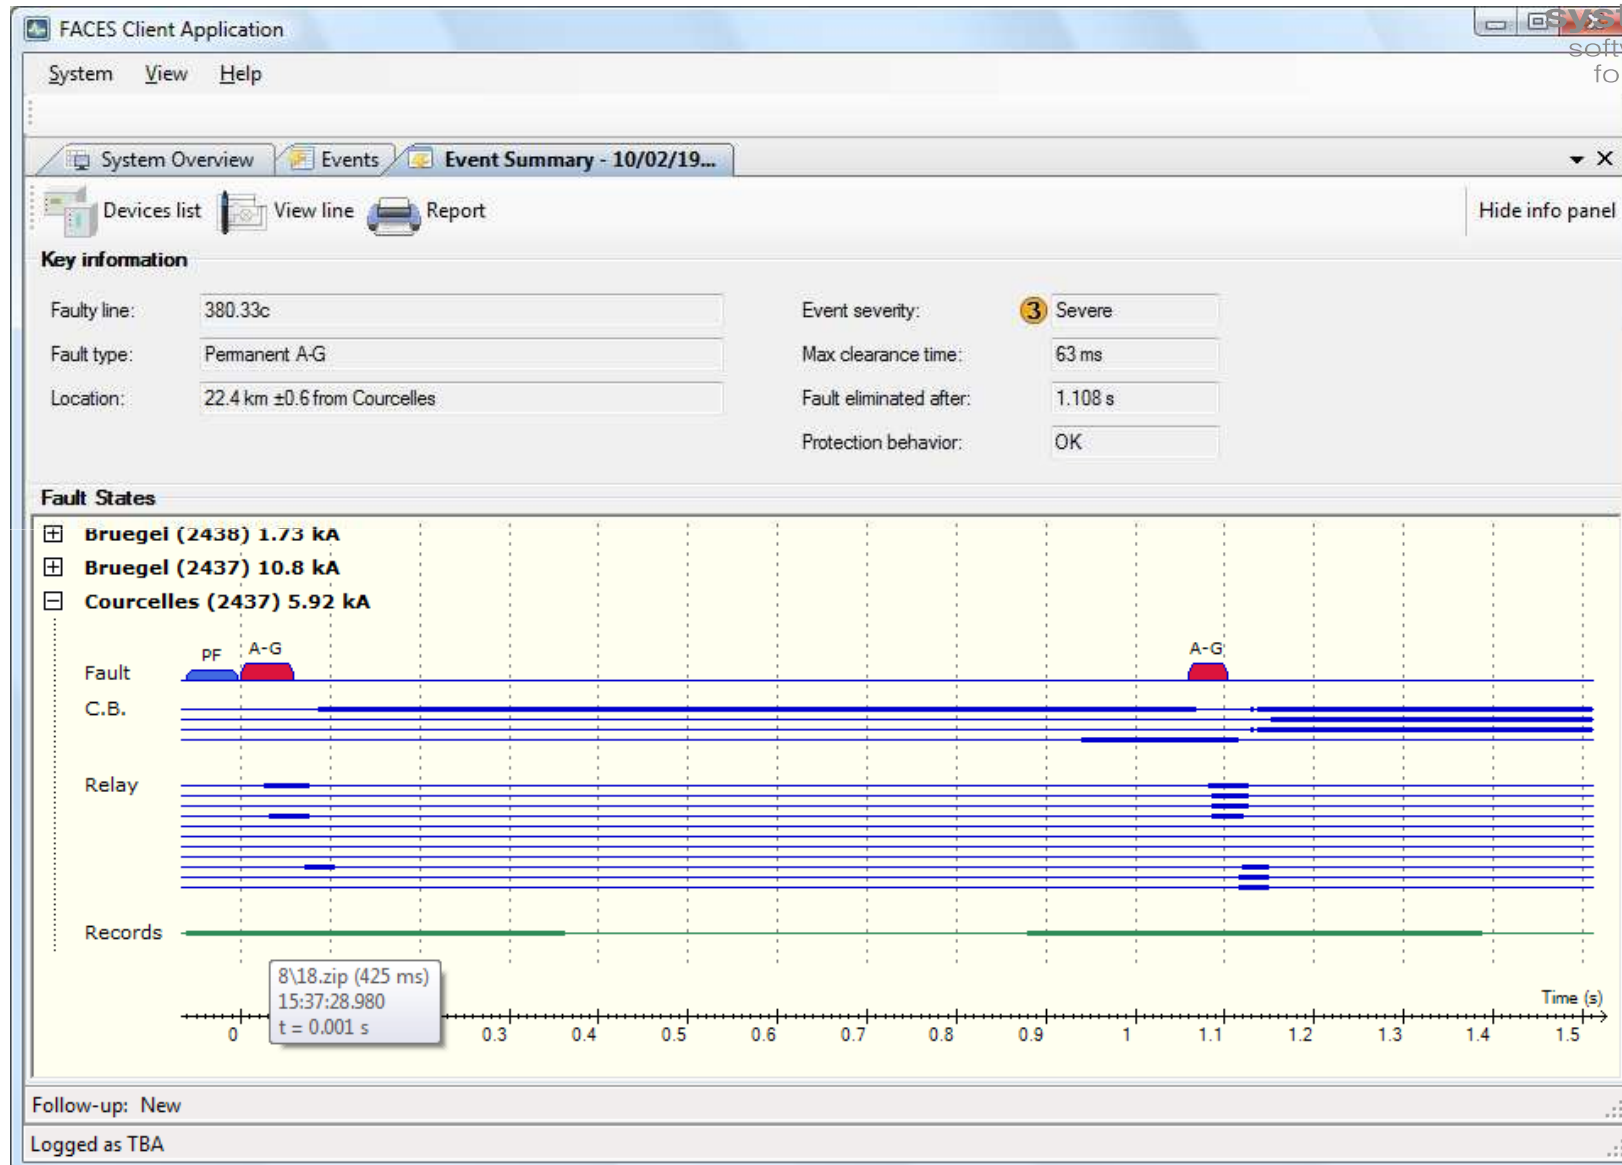 FACES Client Application
System View Help
System Overview Events Event Summary - 10/02/19...
Devices list View line Report Hide info panel
Key information
Faulty line: 380.33c Event severity: 3 Severe
Fault type: Permanent A-G Max clearance time: 63 ms
Location: 22.4 km ±0.6 from Courcelles Fault eliminated after: 1.108 s
Protection behavior: OK
Fault States
Bruegel (2438) 1.73 kA
Bruegel (2437) 10.8 kA
Courcelles (2437) 5.92 kA
PF A-G A-G
Fault
C.B.
Relay
Records
8\18.zip (425 ms)
15:37:28.980
t = 0.001 s
Time (s)
0 0.3 0.4 0.5 0.6 0.7 0.8 0.9 1 1.1 1.2 1.3 1.4 1.5
Follow-up: New
Logged as TBA